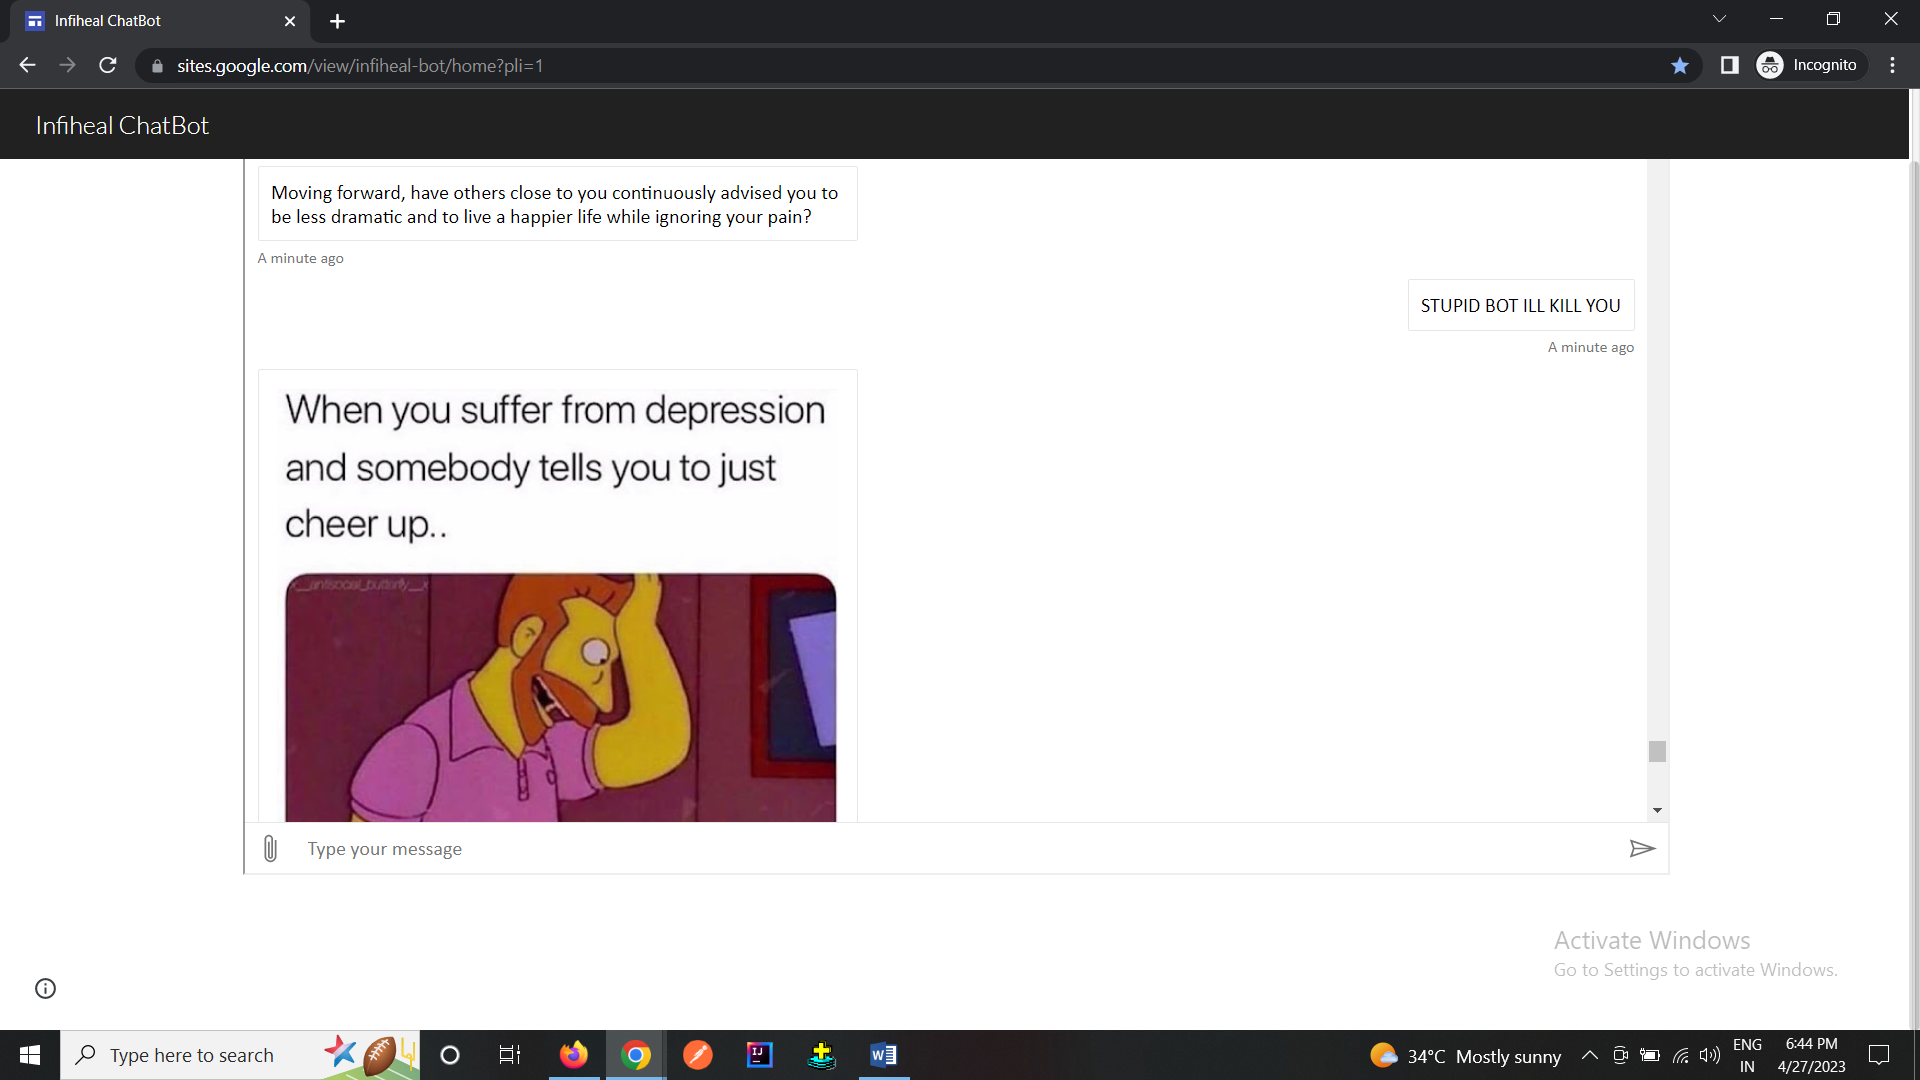 Infiheal ChatBot
sites.google.com/view/infiheal-bot/home?pli=1
Incognito
Infiheal ChatBot
Moving forward, have others close to you continuously advised you to
be less dramatic and to live a happier life while ignoring your pain?
A minute ago
STUPID BOT ILL KILL YOU
A minute ago
When you suffer from depression
and somebody tells you to just
cheer up..
x__antisocial_butterfly__x
Type your message
Activate Windows
Go to Settings to activate Windows.
Type here to search
34°C Mostly sunny
ENG
IN
6:44 PM
4/27/2023